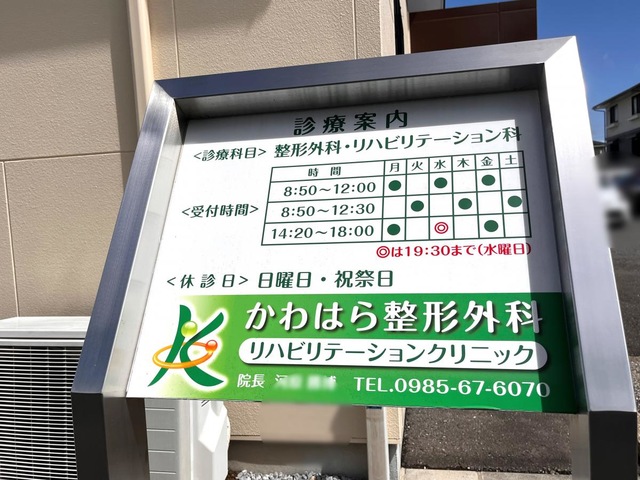 診療案内
<診療科目> 整形外科・リハビリテーション科
<受付時間>
時間 月 火 水 木 金 土
8:50～12:00 ● ● ●
8:50～12:30 ● ● ●
14:20～18:00 ● ◎ ●
◎は19:30まで(水曜日)
<休診日> 日曜日・祝祭日
かわはら整形外科
リハビリテーションクリニック
院長
TEL.0985-67-6070